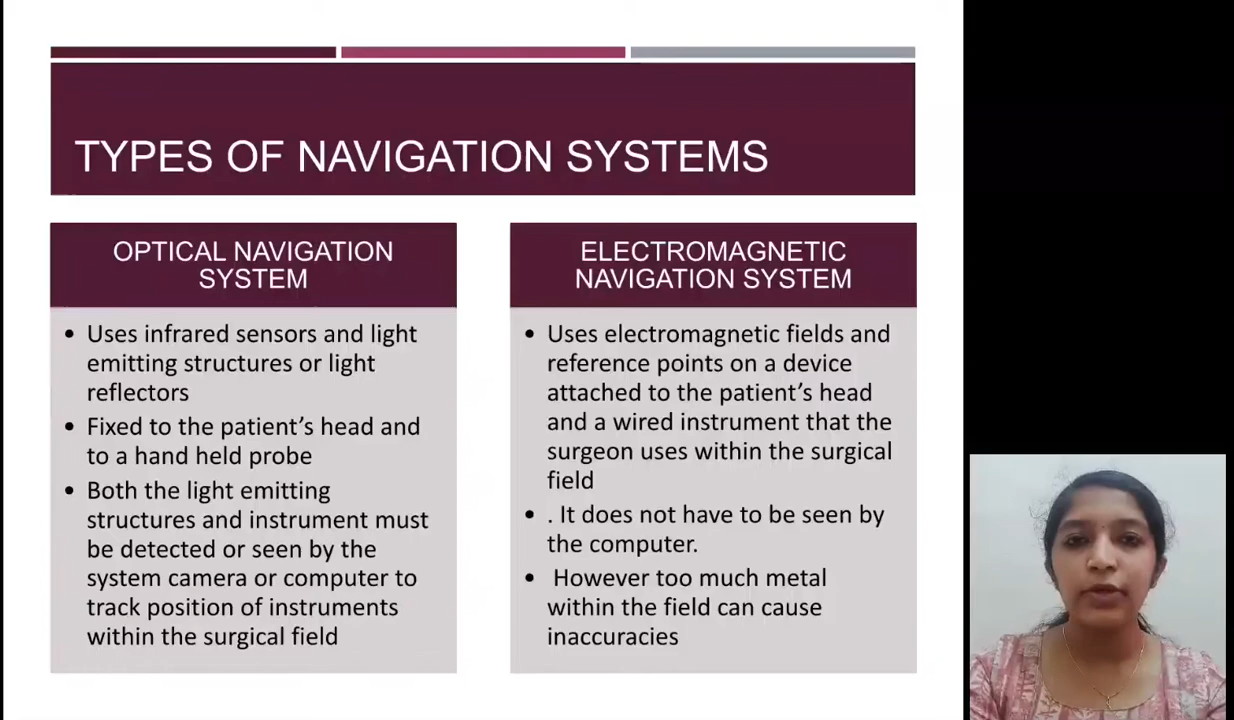 TYPES OF NAVIGATION SYSTEMS
OPTICAL NAVIGATION
SYSTEM
• Uses infrared sensors and light
emitting structures or light
reflectors
• Fixed to the patient’s head and
to a hand held probe
• Both the light emitting
structures and instrument must
be detected or seen by the
system camera or computer to
track position of instruments
within the surgical field
ELECTROMAGNETIC
NAVIGATION SYSTEM
• Uses electromagnetic fields and
reference points on a device
attached to the patient’s head
and a wired instrument that the
surgeon uses within the surgical
field
• . It does not have to be seen by
the computer.
• However too much metal
within the field can cause
inaccuracies